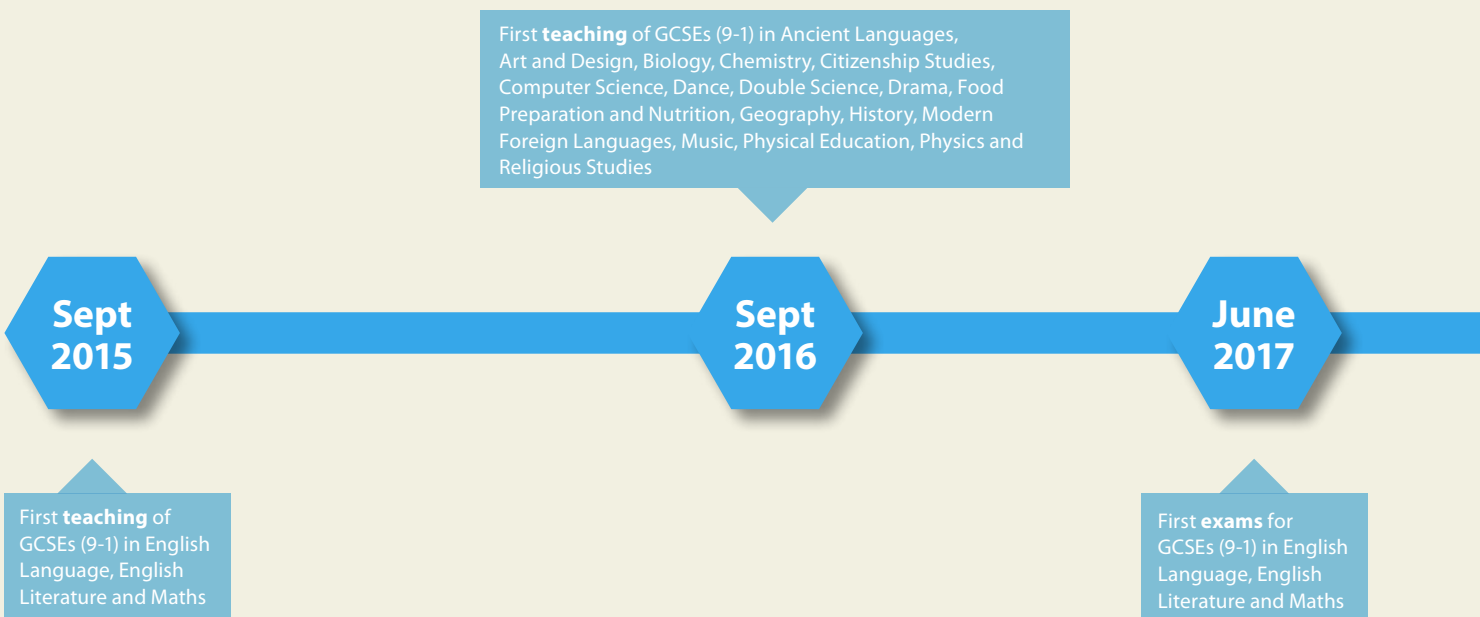 First teaching of GCSEs (9-1) in Ancient Languages,
Art and Design, Biology, Chemistry, Citizenship Studies,
Computer Science, Dance, Double Science, Drama, Food
Preparation and Nutrition, Geography, History, Modern
Foreign Languages, Music, Physical Education, Physics and
Religious Studies
Sept
2015
Sept
2016
June
2017
First teaching of
GCSEs (9-1) in English
Language, English
Literature and Maths
First exams for
GCSEs (9-1) in English
Language, English
Literature and Maths